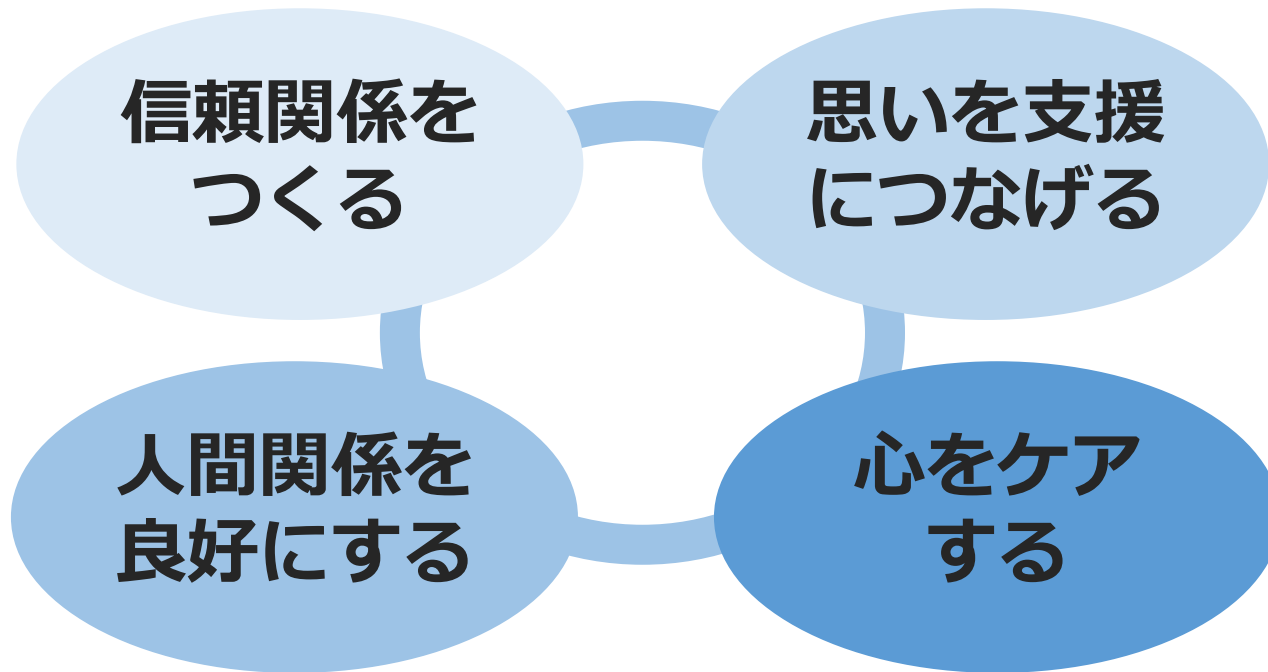 信頼関係を
つくる
思いを支援
につなげる
人間関係を
良好にする
心をケア
する